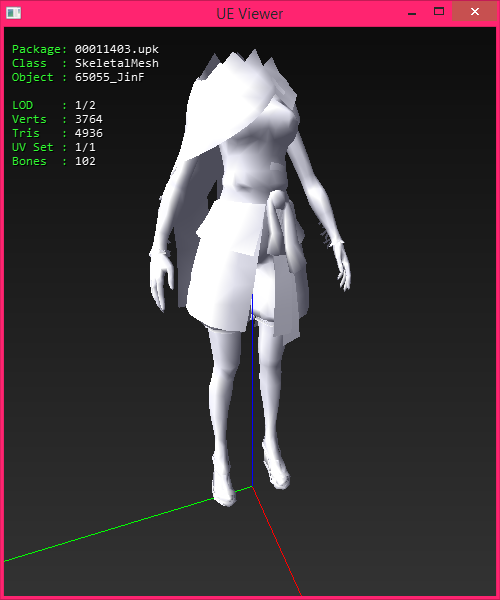 UE Viewer
Package: 00011403.upk
Class  : SkeletalMesh
Object : 65055_JinF
LOD    : 1/2
Verts  : 3764
Tris   : 4936
UV Set : 1/1
Bones  : 102